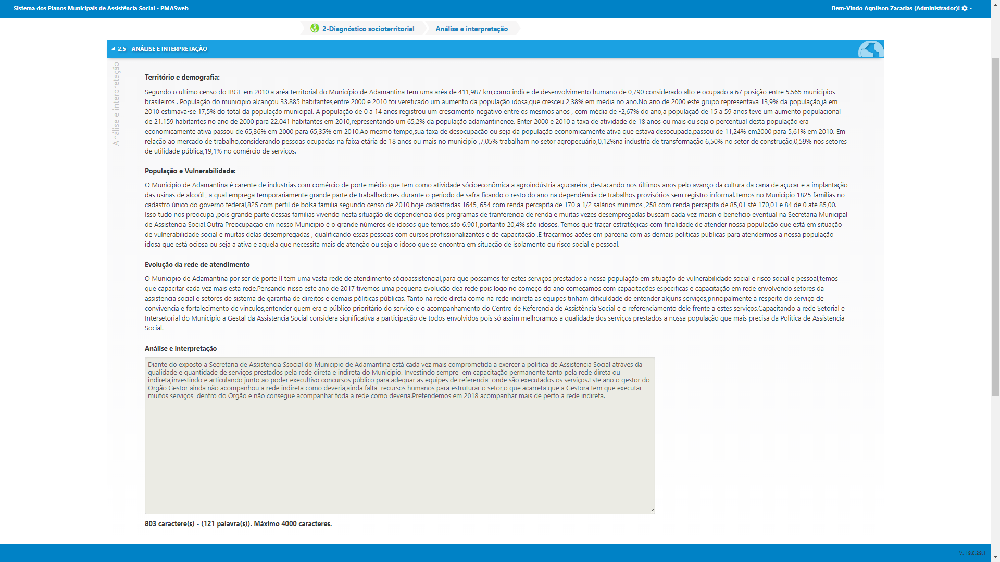 Sistema dos Planos Municipais de Assistência Social - PMASweb
Bem-Vindo Agnilson Zacarias (Administrador)!
2-Diagnóstico socioterritorial
Análise e interpretação
2.5 - ANÁLISE E INTERPRETAÇÃO
Análise e interpretação
Território e demografia:
Segundo o ultimo censo do IBGE em 2010 a aréa territorial do Município de Adamantina tem uma aréa de 411,987 km,como indice de desenvolvimento humano de 0,790 considerado alto e ocupado a 67 posição entre 5.565 municipios
brasileiros . População do municipio alcançou 33.885 habitantes,entre 2000 e 2010 foi vereficado um aumento da população idosa,que cresceu 2,38% em média no ano.No ano de 2000 este grupo representava 13,9% da população,já em
2010 estimava-se 17,5% do total da população municipal. A população de 0 a 14 anos registrou um crescimento negativo entre os mesmos anos , com média de -2,67% do ano,a populaçaõ de 15 a 59 anos teve um aumento populacional
de 21.159 habitantes no ano de 2000 para 22.041 habitantes em 2010,representando um 65,2% da população adamantinence. Enter 2000 e 2010 a taxa de atividade de 18 anos ou mais ou seja o percentual desta população era
economicamente ativa passou de 65,36% em 2000 para 65,35% em 2010.Ao mesmo tempo,sua taxa de desocupação ou seja da população economicamente ativa que estava desocupada,passou de 11,24% em2000 para 5,61% em 2010. Em
relação ao mercado de trabalho,considerando pessoas ocupadas na faixa etária de 18 anos ou mais no municipio ,7,05% trabalham no setor agropecuário,0,12%na industria de transformação 6,50% no setor de construção,0,59% nos setores
de utilidade pública,19,1% no comércio de serviços.
População e Vulnerabilidade:
O Municipio de Adamantina é carente de industrias com comércio de porte médio que tem como atividade sócioeconõmica a agroindústria açucareira ,destacando nos últimos anos pelo avanço da cultura da cana de açucar e a implantação
das usinas de alcoól , a qual emprega temporariamente grande parte de trabalhadores durante o período de safra ficando o resto do ano na dependência de trabalhos provisórios sem registro informal.Temos no Municipio 1825 familias no
cadastro único do governo federal,825 com perfil de bolsa familia segundo censo de 2010,hoje cadastradas 1645, 654 com renda percapita de 170 a 1/2 salários minimos ,258 com renda percapita de 85,01 sté 170,01 e 84 de 0 até 85,00.
Isso tudo nos preocupa ,pois grande parte dessas familias vivendo nesta situação de dependencia dos programas de tranferencia de renda e muitas vezes desempregadas buscam cada vez maisn o beneficio eventual na Secretaria Municipal
de Assistencia Social.Outra Preocupaçao em nosso Municipio é o grande números de idosos que temos,são 6.901,portanto 20,4% são idosos. Temos que traçar estratégicas com finalidade de atender nossa população que está em situação
de vulnerabilidade social e muitas delas desempregadas , qualificando essas pessoas com cursos profissionalizantes e de capacitação .E traçarmos acões em parceria com as demais politicas públicas para atendermos a nossa população
idosa que está ociosa ou seja a ativa e aquela que necessita mais de atenção ou seja o idoso que se encontra em situação de isolamento ou risco social e pessoal.
Evolução da rede de atendimento
O Municipio de Adamantina por ser de porte II tem uma vasta rede de atendimento sócioassistencial,para que possamos ter estes serviços prestados a nossa população em situação de vulnerabilidade social e risco social e pessoal,temos
que capacitar cada vez mais esta rede.Pensando nisso este ano de 2017 tivemos uma pequena evolução dea rede pois logo no começo do ano começamos com capacitações especificas e capacitação em rede envolvendo setores da
assistencia social e setores de sistema de garantia de direitos e demais póliticas públicas. Tanto na rede direta como na rede indireta as equipes tinham dificuldade de entender alguns serviços,principalmente a respeito do serviço de
convivencia e fortalecimento de vinculos,entender quem era o público prioritário do serviço e o acompanhamento do Centro de Referencia de Assistência Social e o referenciamento dele frente a estes serviços.Capacitando a rede Setorial e
Intersetorial do Municipio a Gestal da Assistencia Social considera significativa a participação de todos envolvidos pois só assim melhoramos a qualidade dos serviços prestados a nossa população que mais precisa da Politica de Assistencia
Social.
Análise e interpretação
Diante do exposto a Secretaria de Assistencia Ssocial do Municipio de Adamantina está cada vez mais comprometida a exercer a politica de Assistencia Social atráves da
qualidade e quantidade de serviços prestados pela rede direta e indireta do Municipio. Investindo sempre  em capacitação permanente tanto pela rede direta ou
indireta,investindo e articulando junto ao poder execultivo concursos público para adequar as equipes de referencia  onde são executados os serviços.Este ano o gestor do
Orgão Gestor ainda não acompanhou a rede indireta como deveria,ainda falta  recursos humanos para estruturar o setor,o que acarreta que a Gestora tem que executar
muitos serviços  dentro do Orgão e não consegue acompanhar toda a rede como deveria.Pretendemos em 2018 acompanhar mais de perto a rede indireta.
803 caractere(s) - (121 palavra(s)). Máximo 4000 caracteres.
V. 19.8.29.1